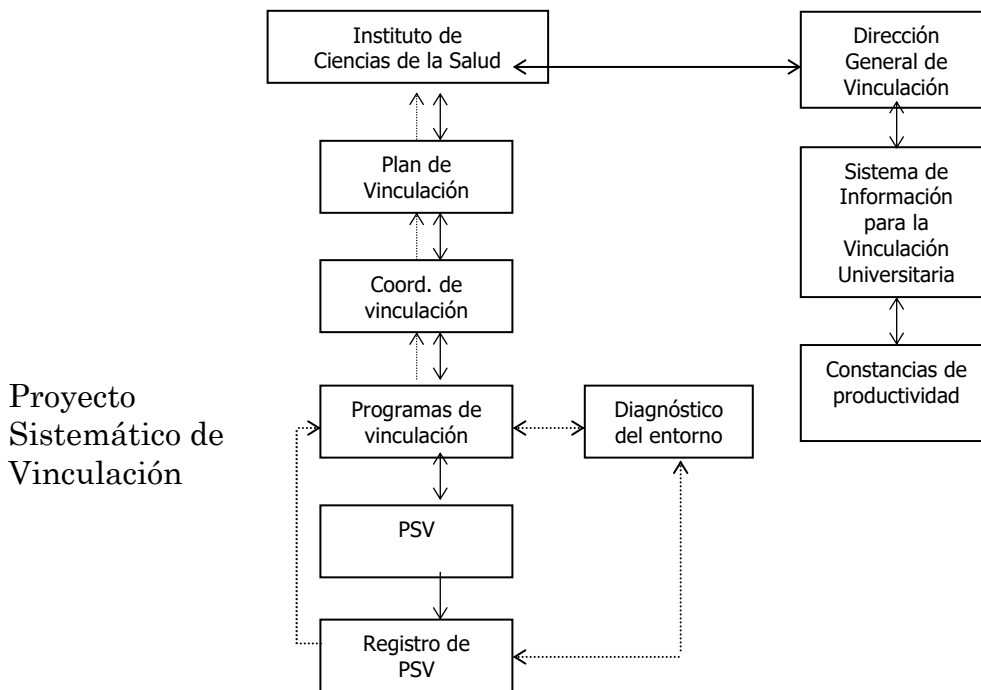 Instituto de
Ciencias de la Salud
Dirección
General de
Vinculación
Plan de
Vinculación
Sistema de
Información
para la
Vinculación
Universitaria
Coord. de
vinculación
Constancias de
productividad
Proyecto
Sistemático de
Vinculación
Programas de
vinculación
Diagnóstico
del entorno
PSV
Registro de
PSV